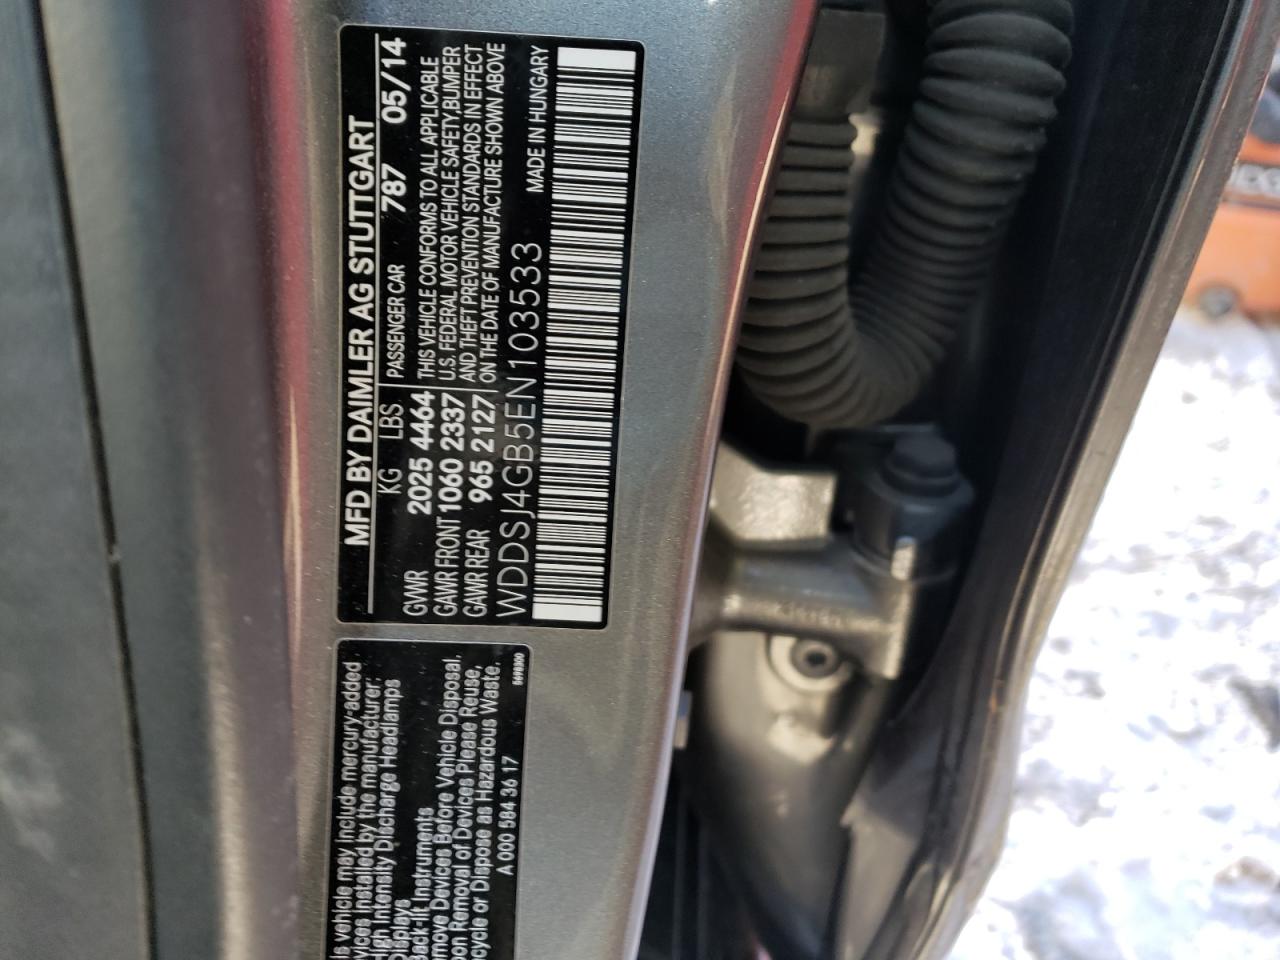 MFD BY DAIMLER AG STUTTGART
KG LBS PASSENGER CAR 787 05/14
GVWR 2025 4464 THIS VEHICLE CONFORMS TO ALL APPLICABLE
GAWR FRONT 1060 2337 U.S. FEDERAL MOTOR VEHICLE SAFETY, BUMPER
GAWR REAR 965 2127 AND THEFT PREVENTION STANDARDS IN EFFECT
ON THE DATE OF MANUFACTURE SHOWN ABOVE
WDDSJ4GB5EN103533 MADE IN HUNGARY
vehicle may include mercury-added
installed by the manufacturer:
High Intensity Discharge Headlamps
Displays
Back-lit Instruments
Devices Before Vehicle Disposal,
Removal of Devices Please Reuse,
or Dispose as Hazardous Waste.
A 000 584 36 17